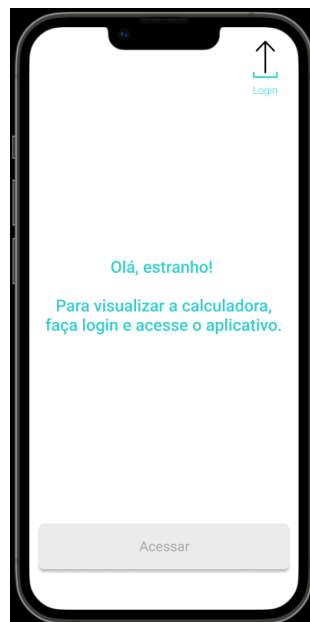 Login
Olá, estranho!
Para visualizar a calculadora,
faça login e acesse o aplicativo.
Acessar